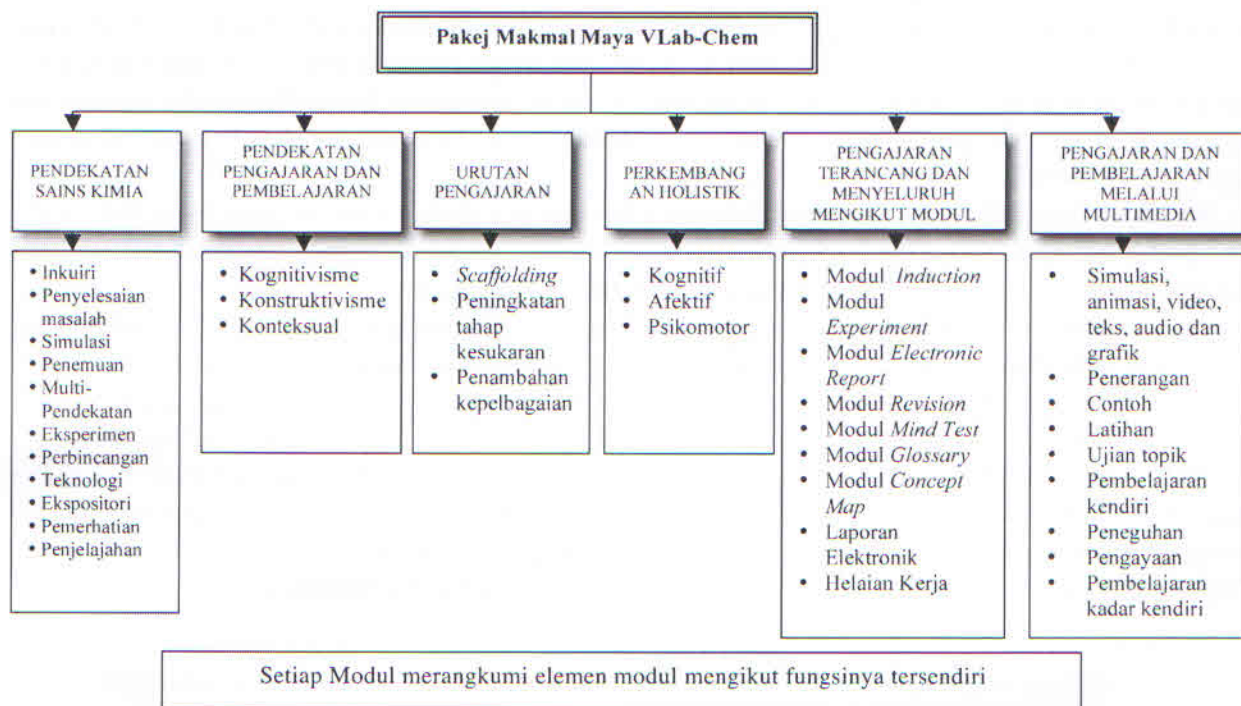 Pakej Makmal Maya VLab-Chem
PENDEKATAN
SAINS KIMIA
• Inkuiri
• Penyelesaian
masalah
• Simulasi
• Penemuan
• Multi-
Pendekatan
• Eksperimen
• Perbincangan
• Teknologi
• Ekspositori
• Pemerhatian
• Penjelajahan
PENDEKATAN
PENGAJARAN DAN
PEMBELAJARAN
• Kognitivisme
• Konstruktivisme
• Konteksual
URUTAN
PENGAJARAN
• Scaffolding
• Peningkatan
tahap
kesukaran
• Penambahan
kepelbagaian
PERKEMBANG
AN HOLISTIK
• Kognitif
• Afektif
• Psikomotor
PENGAJARAN
TERANCANG DAN
MENYELURUH
MENGIKUT MODUL
• Modul Induction
• Modul
Experiment
• Modul Electronic
Report
• Modul Revision
• Modul Mind Test
• Modul Glossary
• Modul Concept
Map
• Laporan
Elektronik
• Helaian Kerja
PENGAJARAN DAN
PEMBELAJARAN
MELALUI
MULTIMEDIA
• Simulasi,
animasi, video,
teks, audio dan
grafik
• Penerangan
• Contoh
• Latihan
• Ujian topik
• Pembelajaran
kendiri
• Peneguhan
• Pengayaan
• Pembelajaran
kadar kendiri
Setiap Modul merangkumi elemen modul mengikut fungsinya tersendiri